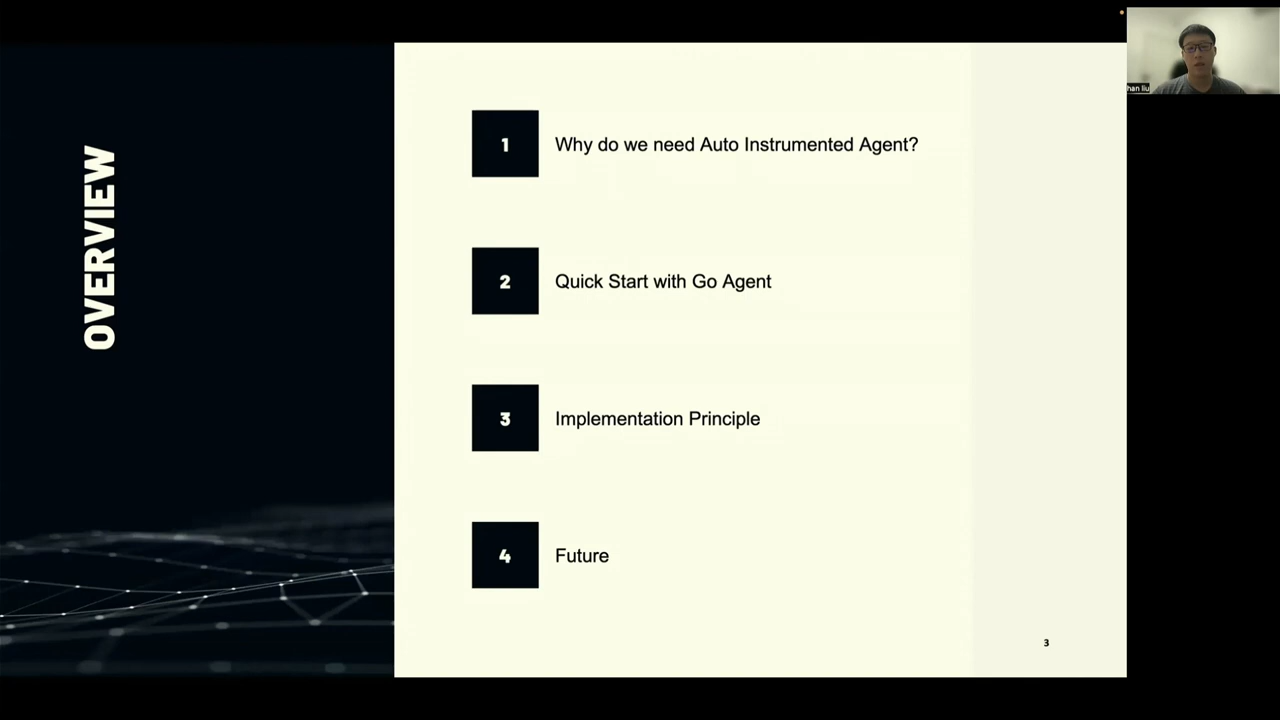 OVERVIEW
1
Why do we need Auto Instrumented Agent?
2
Quick Start with Go Agent
3
Implementation Principle
4
Future
3
han liu